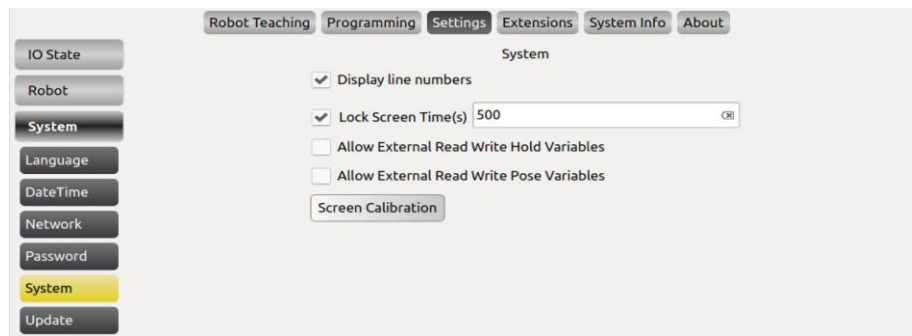 Robot Teaching Programming Settings Extensions System Info About
IO State
Robot
System
Language
DateTime
Network
Password
System
Update
System
Display line numbers
Lock Screen Time(s) 500
Allow External Read Write Hold Variables
Allow External Read Write Pose Variables
Screen Calibration